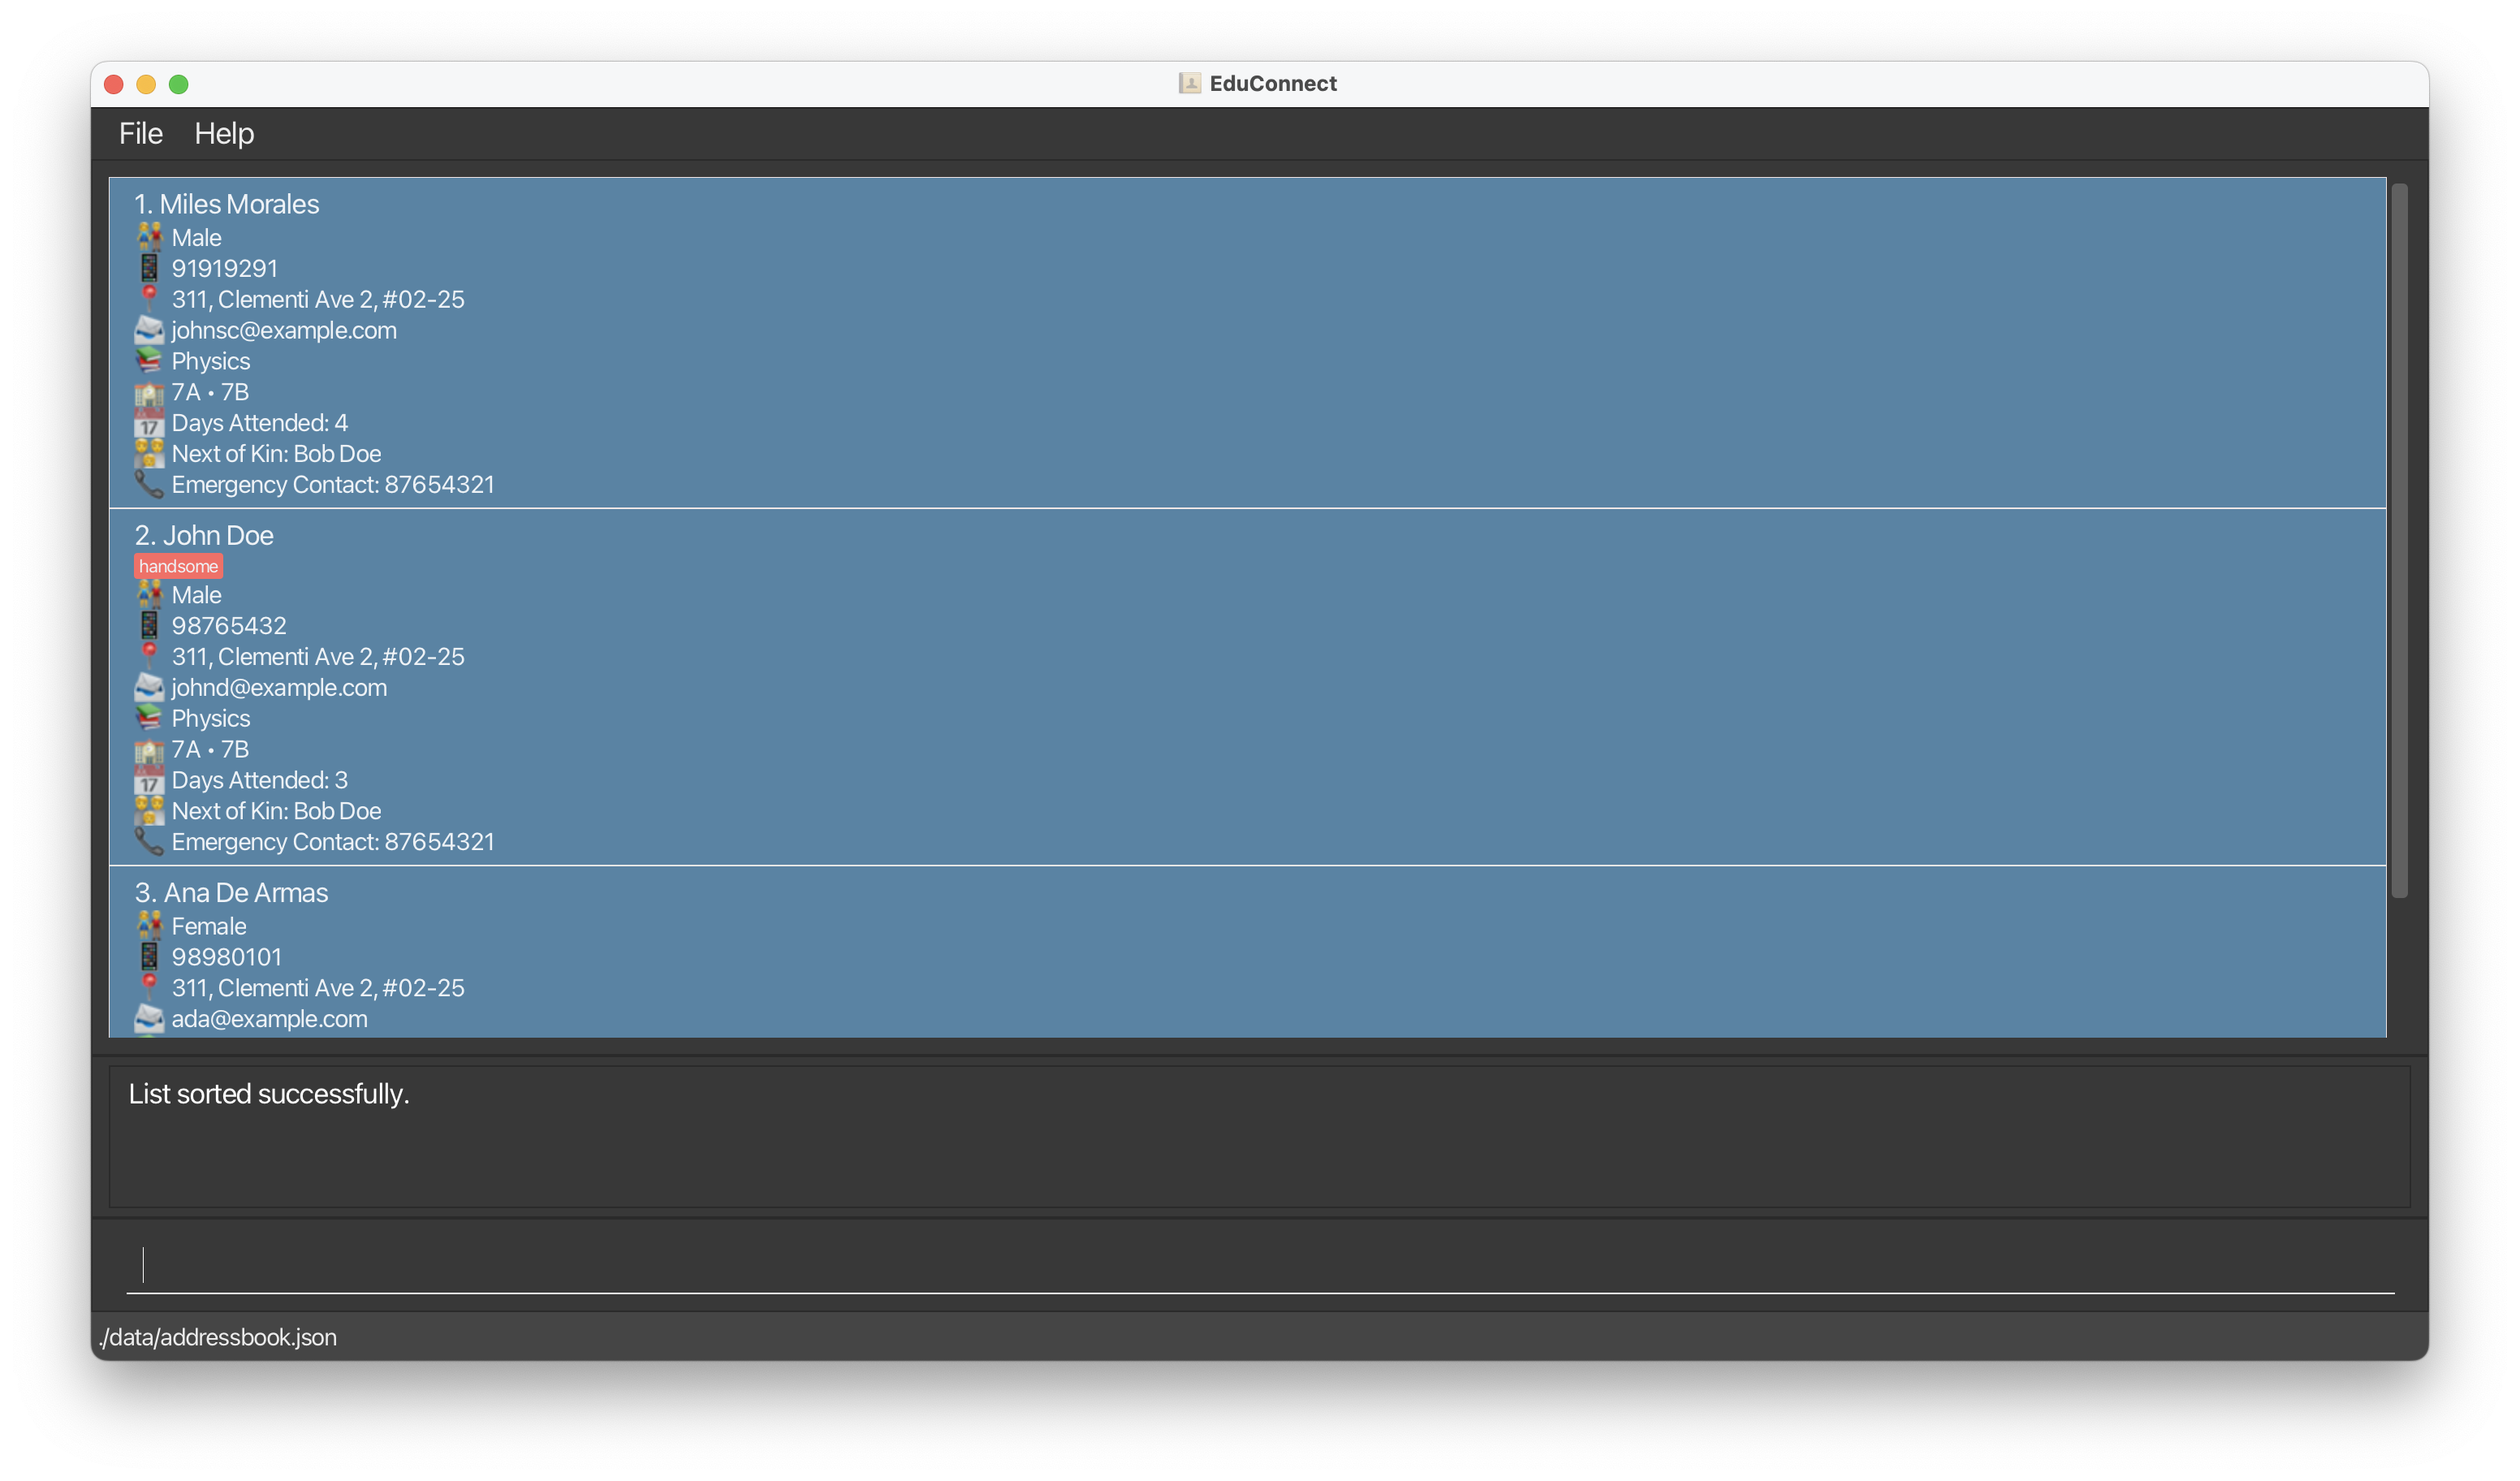 EduConnect
File Help
1. Miles Morales
Male
91919291
311, Clementi Ave 2, #02-25
johnsc@example.com
Physics
7A • 7B
17 Days Attended: 4
Next of Kin: Bob Doe
Emergency Contact: 87654321
2. John Doe
handsome
Male
98765432
311, Clementi Ave 2, #02-25
johnd@example.com
Physics
7A • 7B
17 Days Attended: 3
Next of Kin: Bob Doe
Emergency Contact: 87654321
3. Ana De Armas
Female
98980101
311, Clementi Ave 2, #02-25
ada@example.com
List sorted successfully.
./data/addressbook.json